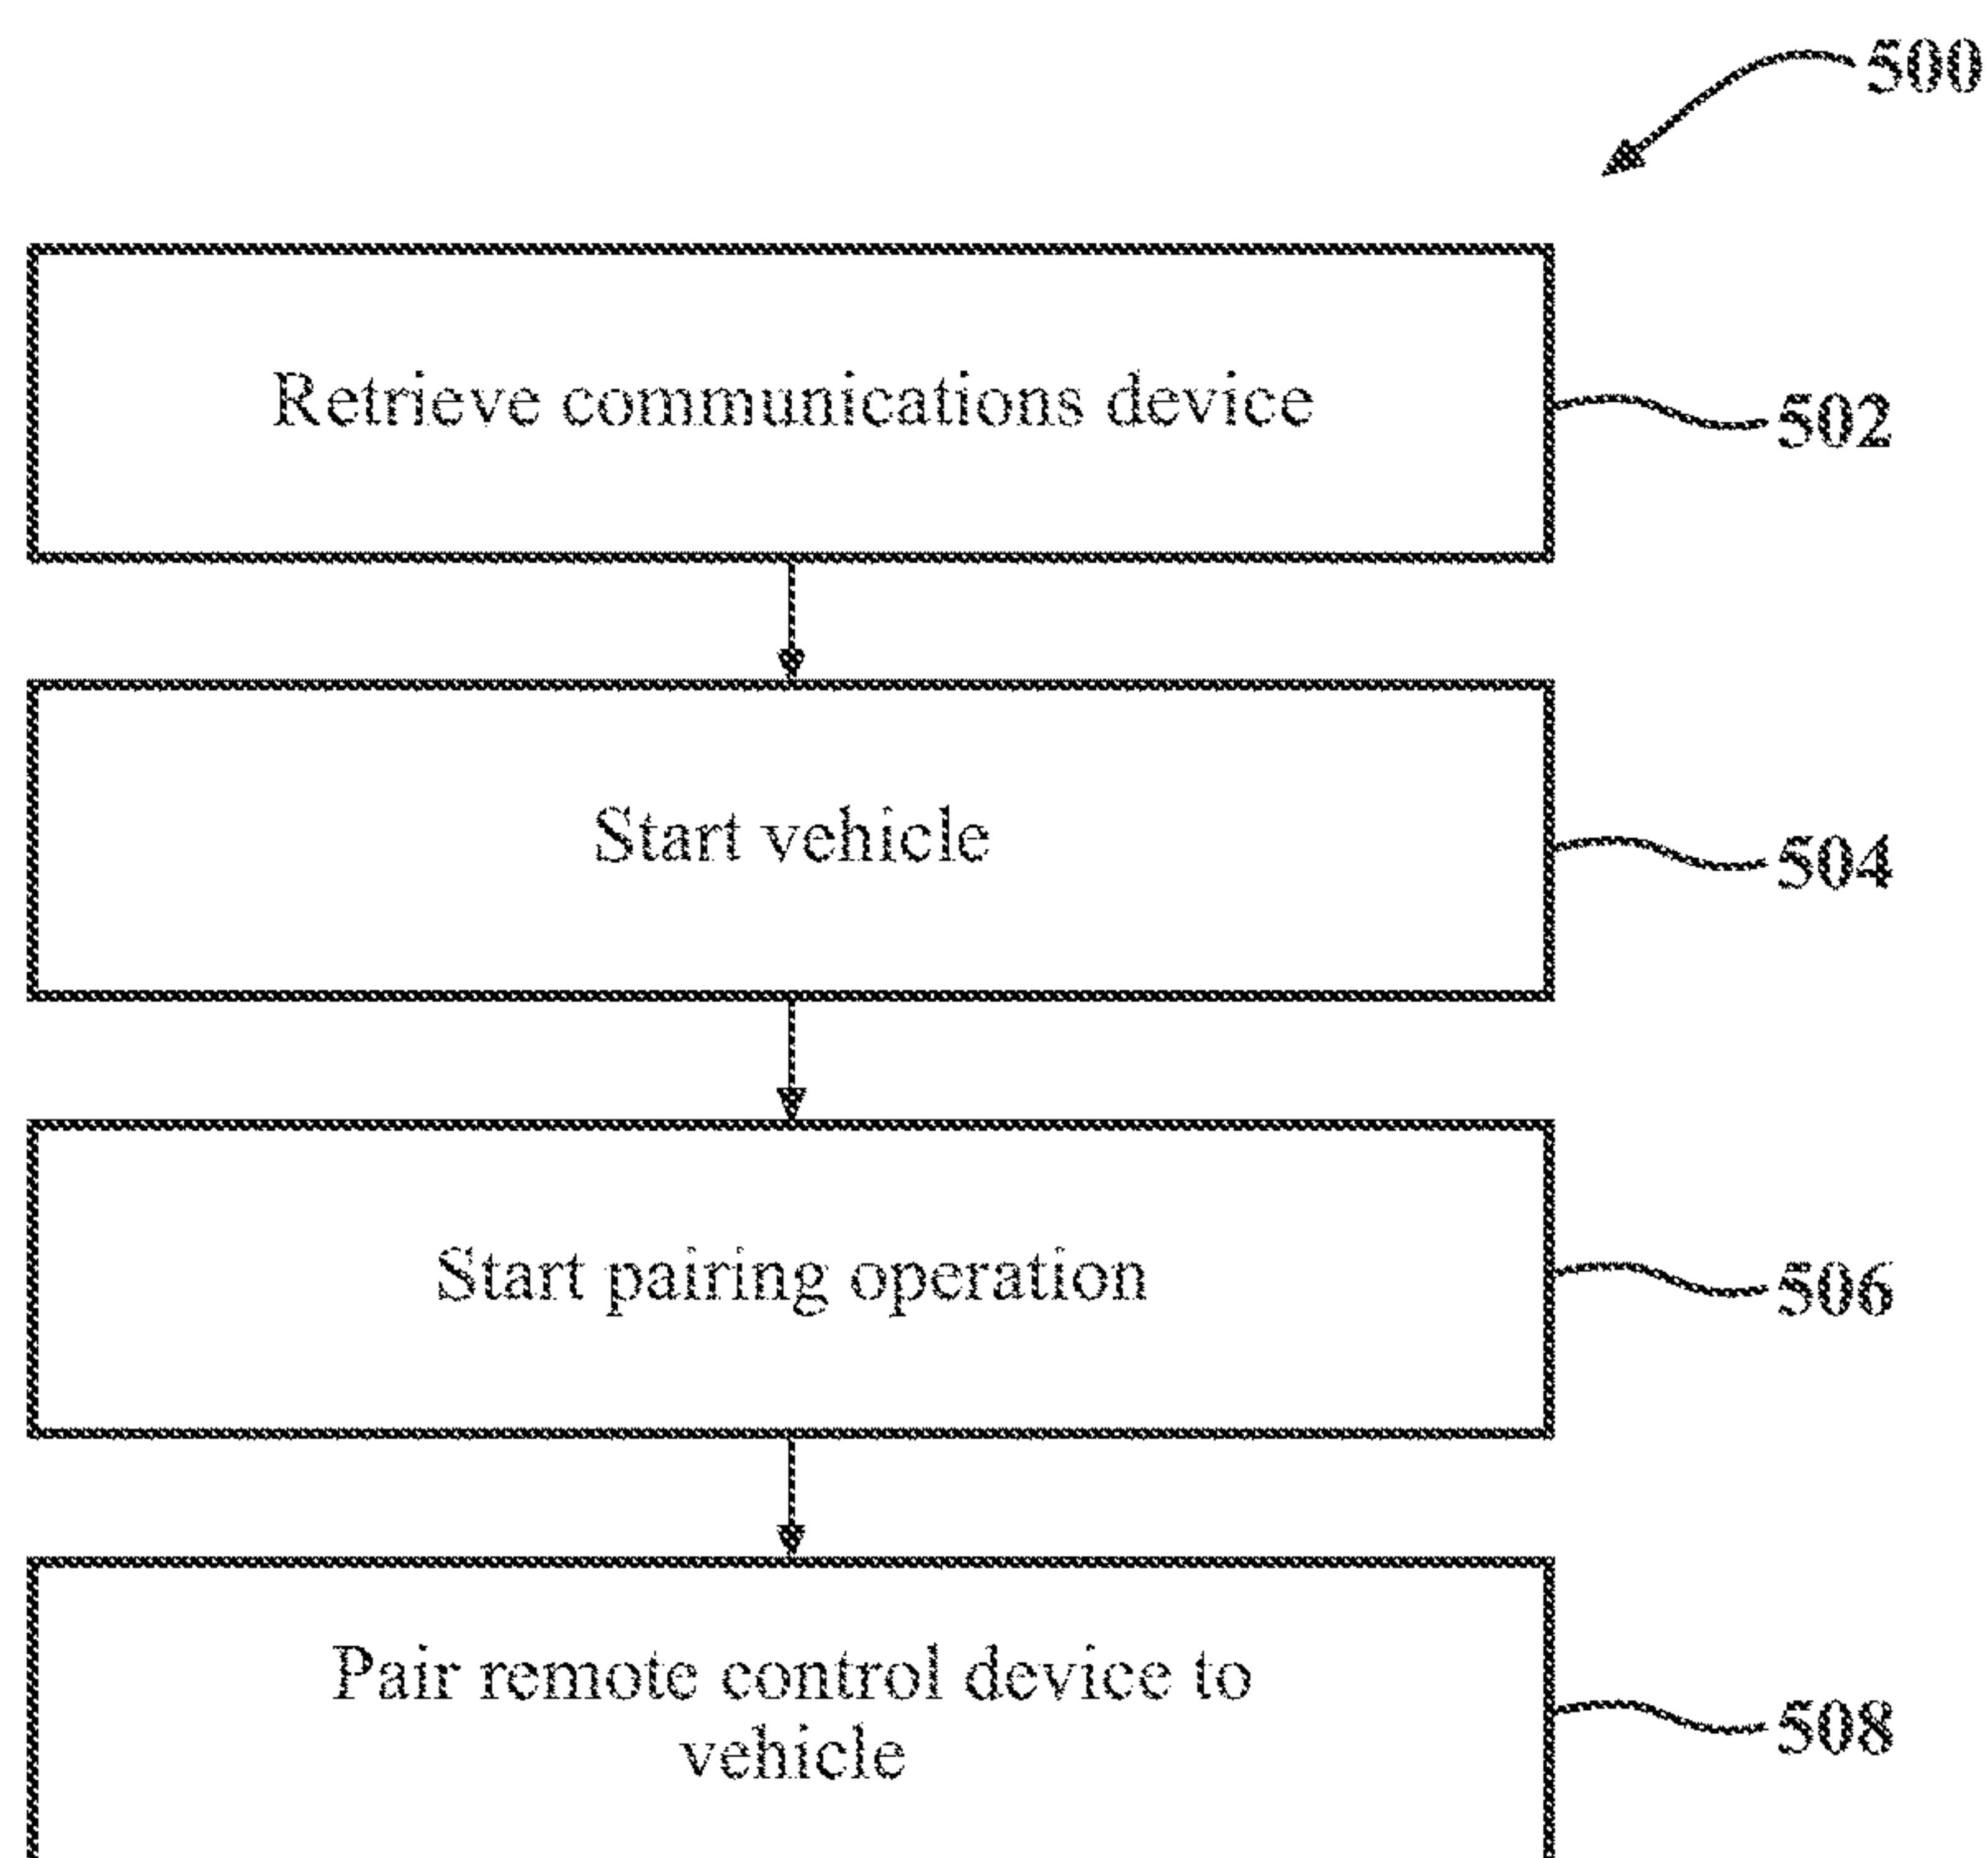 500
Retrieve communications device
502
Start vehicle
504
Start pairing operation
506
Pair remote control device to
vehicle
508